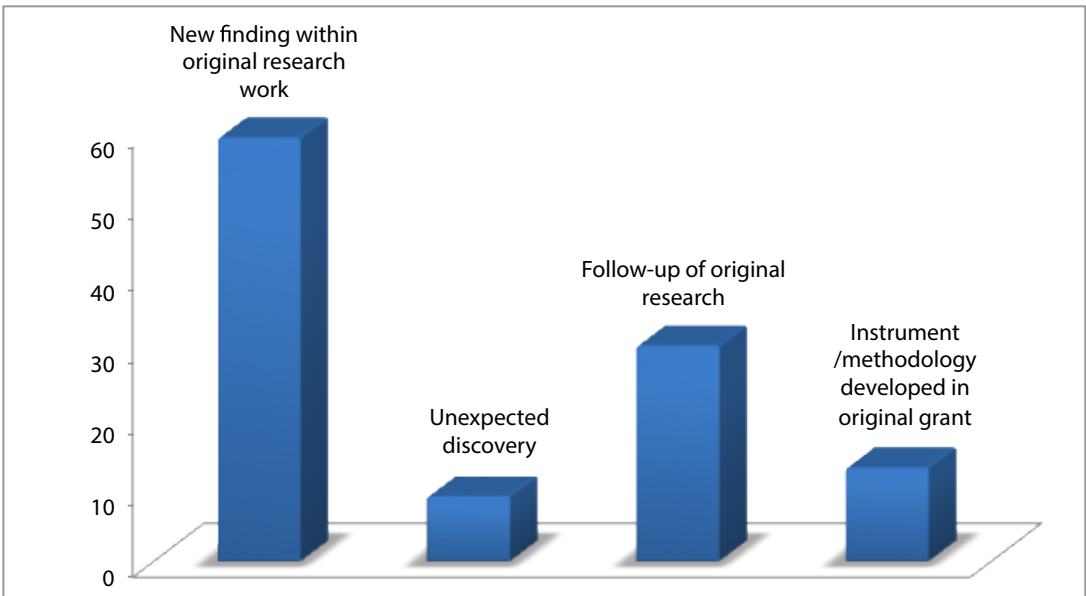 New finding within
original research
work
60
50
40
30
20
10
0
Unexpected
discovery
Follow-up of original
research
Instrument
/methodology
developed in
original grant